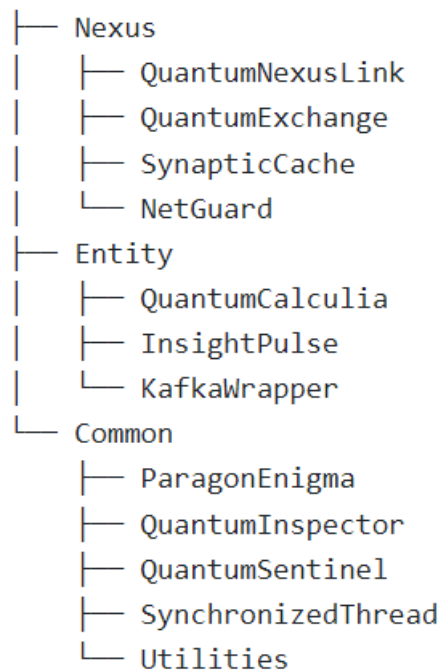 ├── Nexus
│   ├── QuantumNexusLink
│   ├── QuantumExchange
│   ├── SynapticCache
│   └── NetGuard
├── Entity
│   ├── QuantumCalculia
│   ├── InsightPulse
│   └── KafkaWrapper
└── Common
    ├── ParagonEnigma
    ├── QuantumInspector
    ├── QuantumSentinel
    ├── SynchronizedThread
    └── Utilities